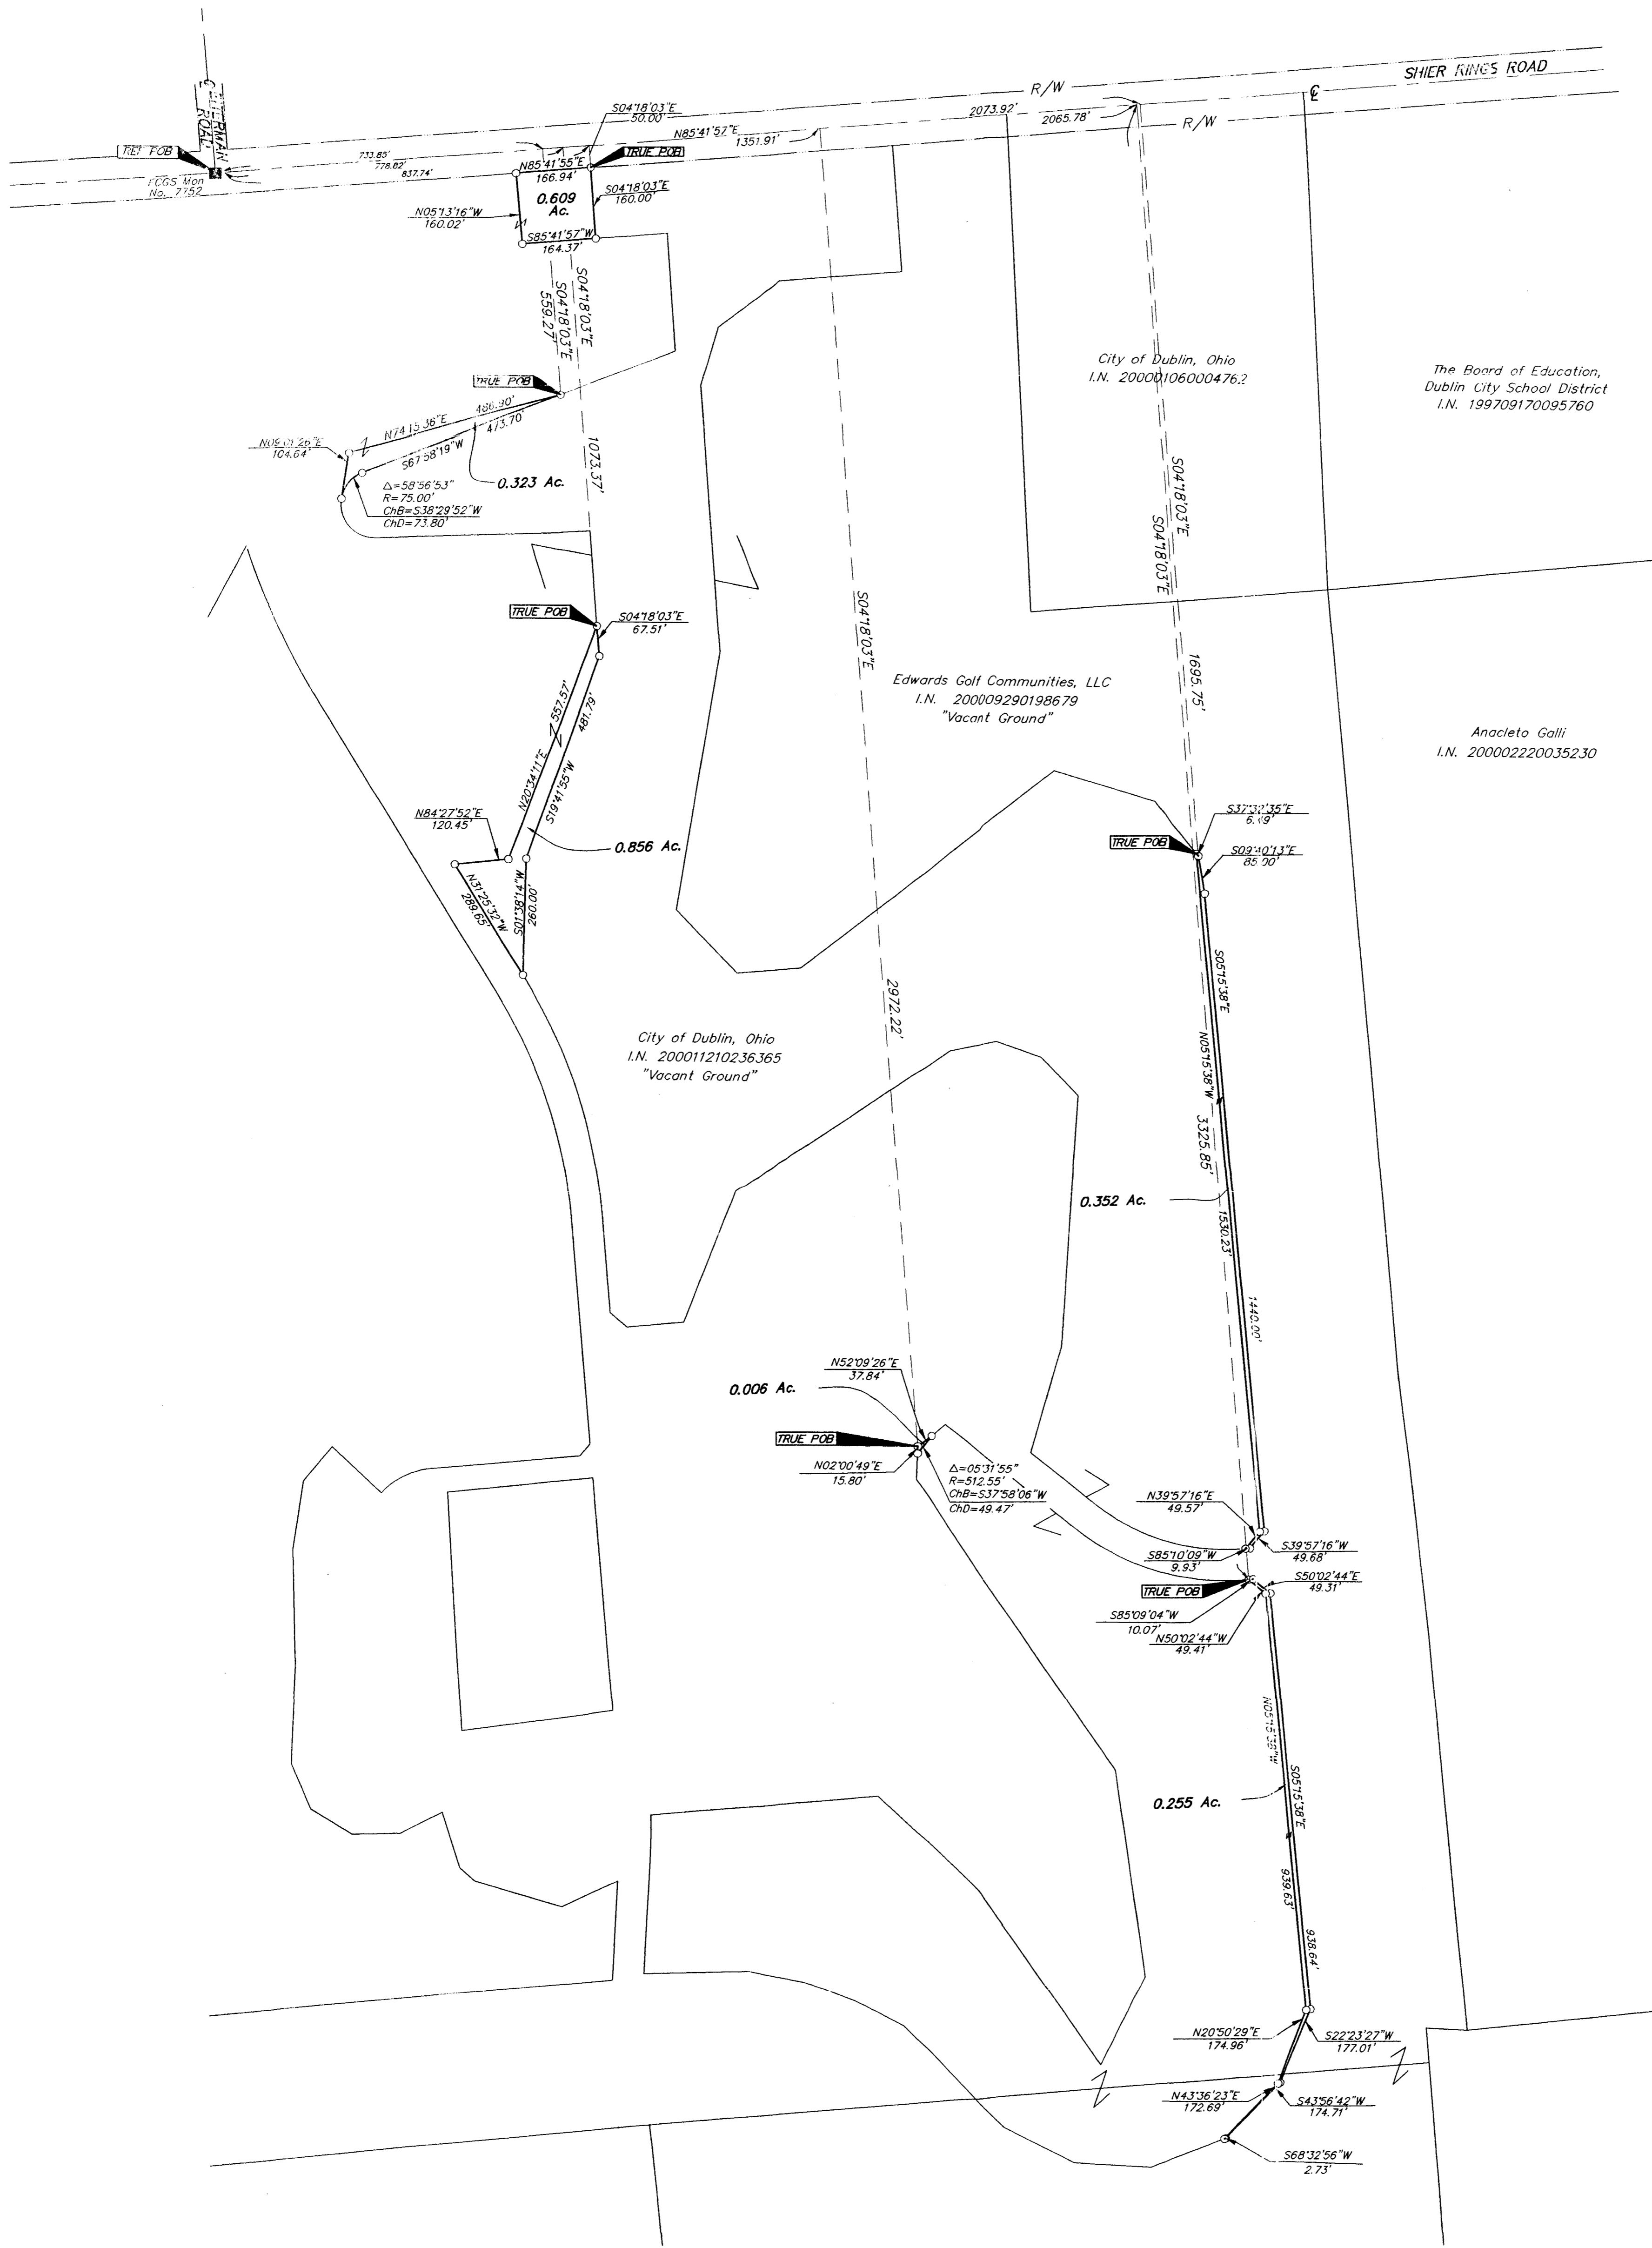 SHIER RINGS ROAD
R/W
R/W
ROAD
FCGS Mon
No. 7752
733.85'
778.82'
837.74'
S04°18'03"E
50.00'
N85°41'57"E
1351.91'
2073.92'
2065.78'
TRUE POB
N85°41'55"E
166.94'
0.609
Ac.
S04°18'03"E
160.00'
N05°13'16"W
160.02'
S85°41'57"W
164.37'
S04°18'03"E
559.27'
S04°18'03"E
1073.37'
TRUE POB
N74°15'36"E
486.90'
S67°58'19"W
473.70'
104.64'
0.323 Ac.
Δ=58°56'53"
R=75.00'
ChB=S38°29'52"W
ChD=73.80'
City of Dublin, Ohio
I.N. 200001060004762
The Board of Education,
Dublin City School District
I.N. 199709170095760
S04°18'03"E
S04°18'03"E
1695.75'
TRUE POB
S04°18'03"E
67.51'
N20°34'11"E
557.57'
S19°41'55"W
481.79'
N84°27'52"E
120.45'
0.856 Ac.
N31°25'32"W
289.65'
S01°38'14"W
260.00'
S04°18'03"E
2972.22'
Edwards Golf Communities, LLC
I.N. 200009290198679
"Vacant Ground"
Anacleto Galli
I.N. 200002220035230
TRUE POB
S09°40'13"E
S05°15'38"E
1440.00'
N05°15'38"W
1530.23'
3325.85'
City of Dublin, Ohio
I.N. 200011210236365
"Vacant Ground"
0.352 Ac.
N52°09'26"E
37.84'
0.006 Ac.
TRUE POB
N02°00'49"E
15.80'
Δ=05°31'55"
R=512.55'
ChB=S37°58'06"W
ChD=49.47'
N39°57'16"E
49.57'
S39°57'16"W
49.68'
S85°10'09"W
9.93'
S50°02'44"E
49.31'
TRUE POB
S85°09'04"W
10.07'
N50°02'44"W
49.41'
S05°15'38"E
938.64'
939.63'
0.255 Ac.
N20°50'29"E
174.96'
S22°23'27"W
177.01'
N43°36'23"E
172.69'
S43°56'42"W
174.71'
S68°32'56"W
2.73'